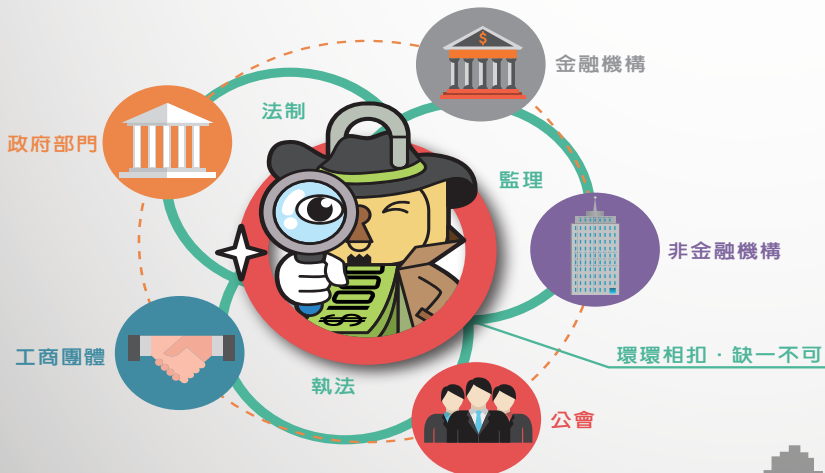 金融機構
法制
政府部門
監理
非金融機構
工商團體
環環相扣．缺一不可
執法
公會
$
100
$